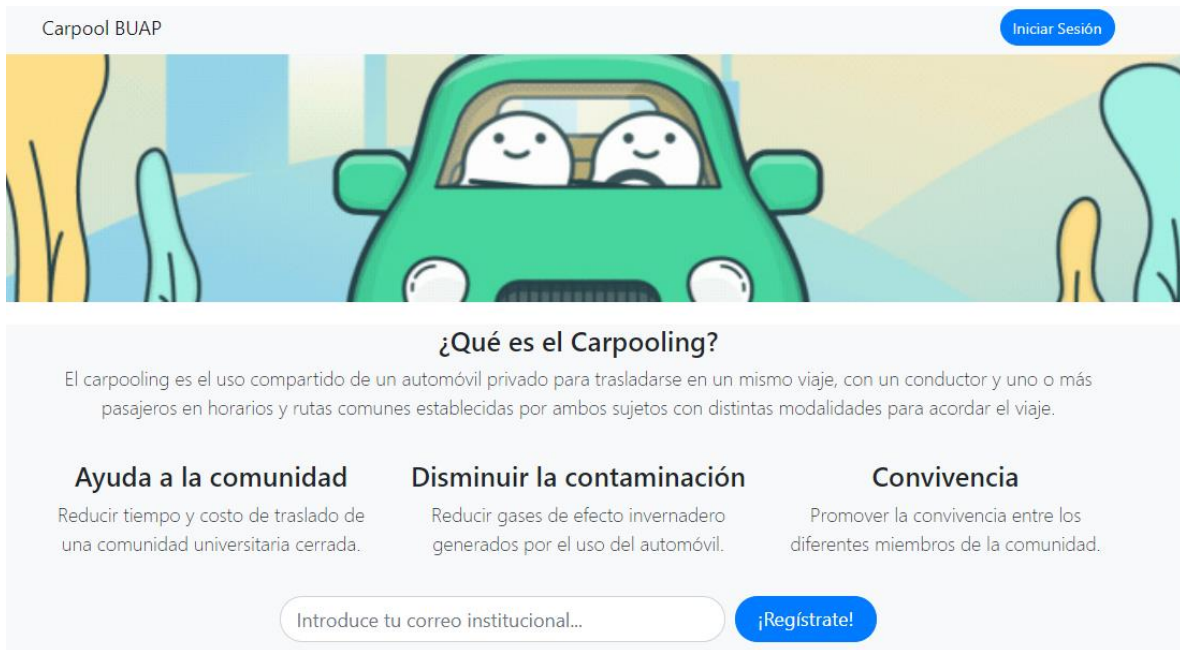 Carpool BUAP
Iniciar Sesión
¿Qué es el Carpooling?
El carpooling es el uso compartido de un automóvil privado para trasladarse en un mismo viaje, con un conductor y uno o más
pasajeros en horarios y rutas comunes establecidas por ambos sujetos con distintas modalidades para acordar el viaje.
Ayuda a la comunidad
Reducir tiempo y costo de traslado de
una comunidad universitaria cerrada.
Disminuir la contaminación
Reducir gases de efecto invernadero
generados por el uso del automóvil.
Convivencia
Promover la convivencia entre los
diferentes miembros de la comunidad.
Introduce tu correo institucional...
¡Regístrate!